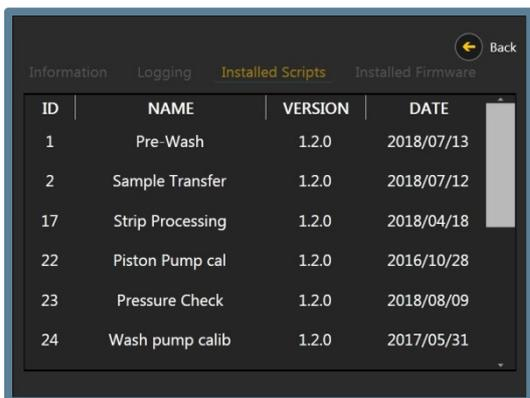 Back
Information Logging Installed Scripts Installed Firmware
ID NAME VERSION DATE
1 Pre-Wash 1.2.0 2018/07/13
2 Sample Transfer 1.2.0 2018/07/12
17 Strip Processing 1.2.0 2018/04/18
22 Piston Pump cal 1.2.0 2016/10/28
23 Pressure Check 1.2.0 2018/08/09
24 Wash pump calib 1.2.0 2017/05/31